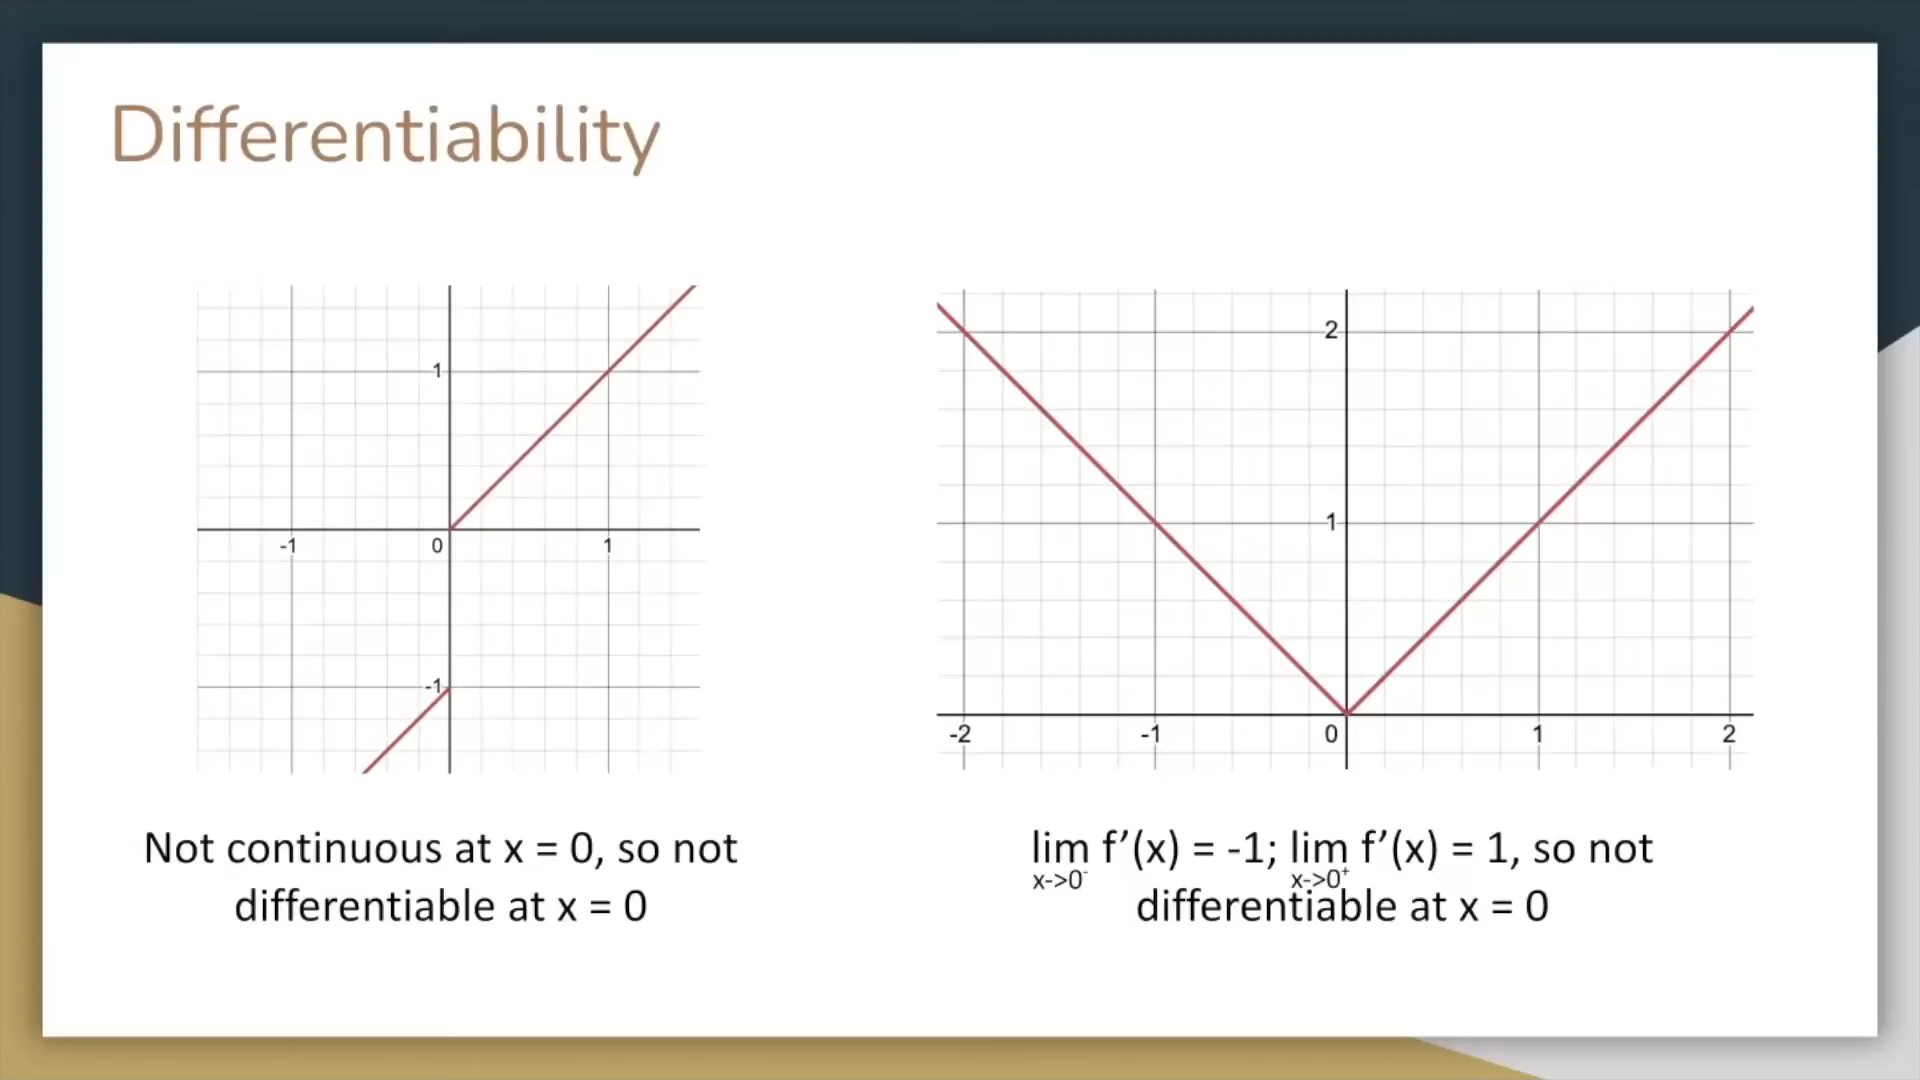 Differentiability
1
-1
0
1
-1
Not continuous at x = 0, so not
differentiable at x = 0
2
1
-2
-1
0
1
2
lim f’(x) = -1; lim f’(x) = 1, so not
x->0⁻ x->0⁺
differentiable at x = 0